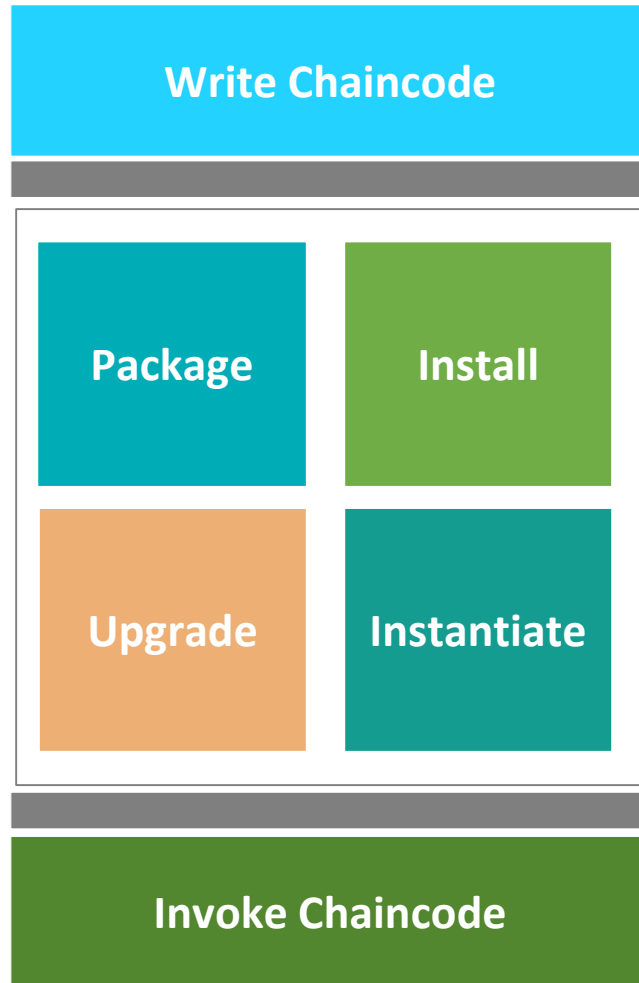 Write Chaincode
Package
Install
Upgrade
Instantiate
Invoke Chaincode